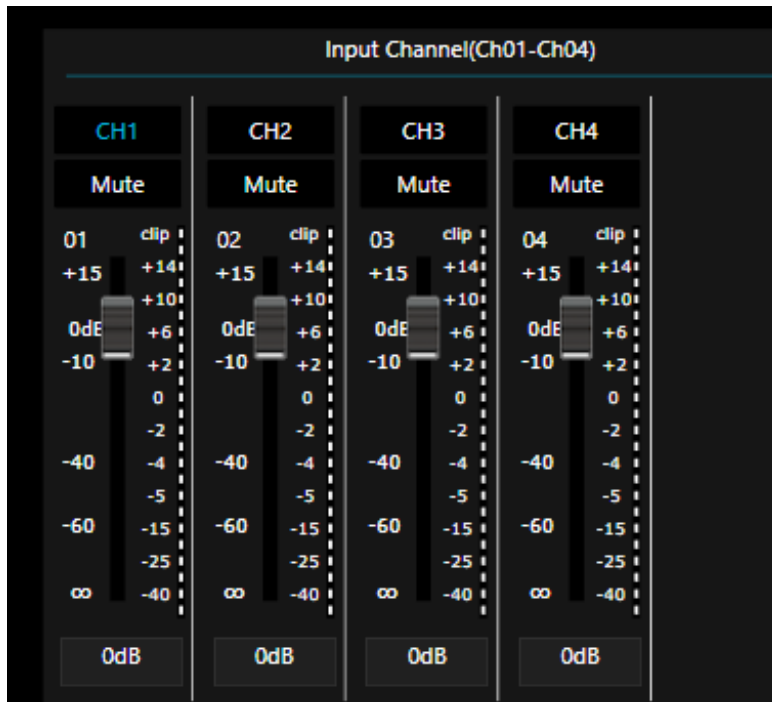 Input Channel(Ch01-Ch04)
CH1 CH2 CH3 CH4
Mute Mute Mute Mute
01 clip 02 clip 03 clip 04 clip
+15 +14 +15 +14 +15 +14 +15 +14
+10 +10 +10 +10
0dB +6 0dB +6 0dB +6 0dB +6
-10 +2 -10 +2 -10 +2 -10 +2
0 0 0 0
-2 -2 -2 -2
-40 -4 -40 -4 -40 -4 -40 -4
-5 -5 -5 -5
-60 -15 -60 -15 -60 -15 -60 -15
-25 -25 -25 -25
∞ -40 ∞ -40 ∞ -40 ∞ -40
0dB 0dB 0dB 0dB